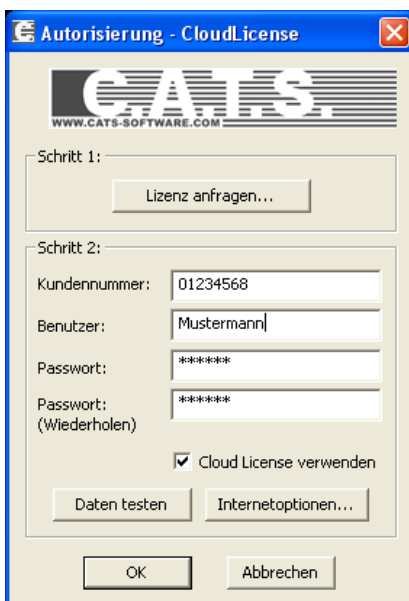 Autorisierung - CloudLicense
C.A.T.S.
WWW.CATS-SOFTWARE.COM
Schritt 1:
Lizenz anfragen...
Schritt 2:
Kundennummer: 01234568
Benutzer: Mustermann
Passwort: ******
Passwort: ******
(Wiederholen)
Cloud License verwenden
Daten testen Internetoptionen...
OK Abbrechen